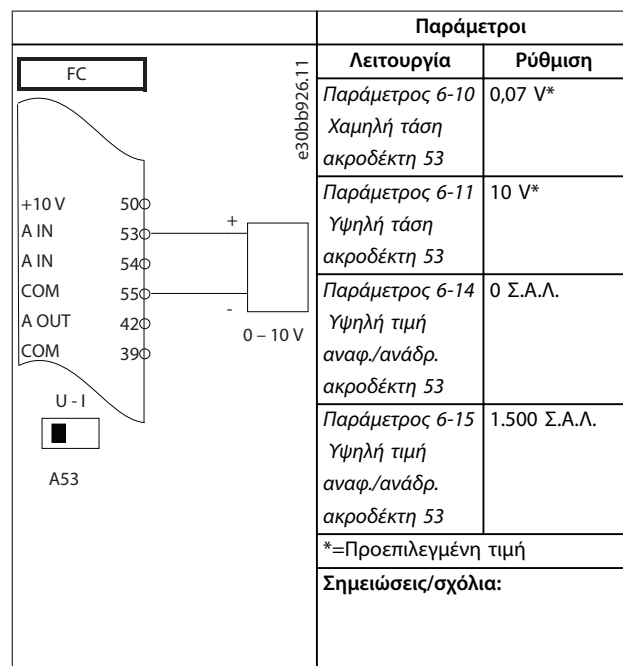 Παράμετροι
FC
e30bb926.11
Λειτουργία
Ρύθμιση
Παράμετρος 6-10
Χαμηλή τάση
ακροδέκτη 53
0,07 V*
+10 V 50
A IN 53
A IN 54
COM 55
A OUT 42
COM 39
+
-
0 – 10 V
U - I
A53
Παράμετρος 6-11
Υψηλή τάση
ακροδέκτη 53
10 V*
Παράμετρος 6-14
Υψηλή τιμή
αναφ./ανάδρ.
ακροδέκτη 53
0 Σ.Α.Λ.
Παράμετρος 6-15
Υψηλή τιμή
αναφ./ανάδρ.
ακροδέκτη 53
1.500 Σ.Α.Λ.
*=Προεπιλεγμένη τιμή
Σημειώσεις/σχόλια: